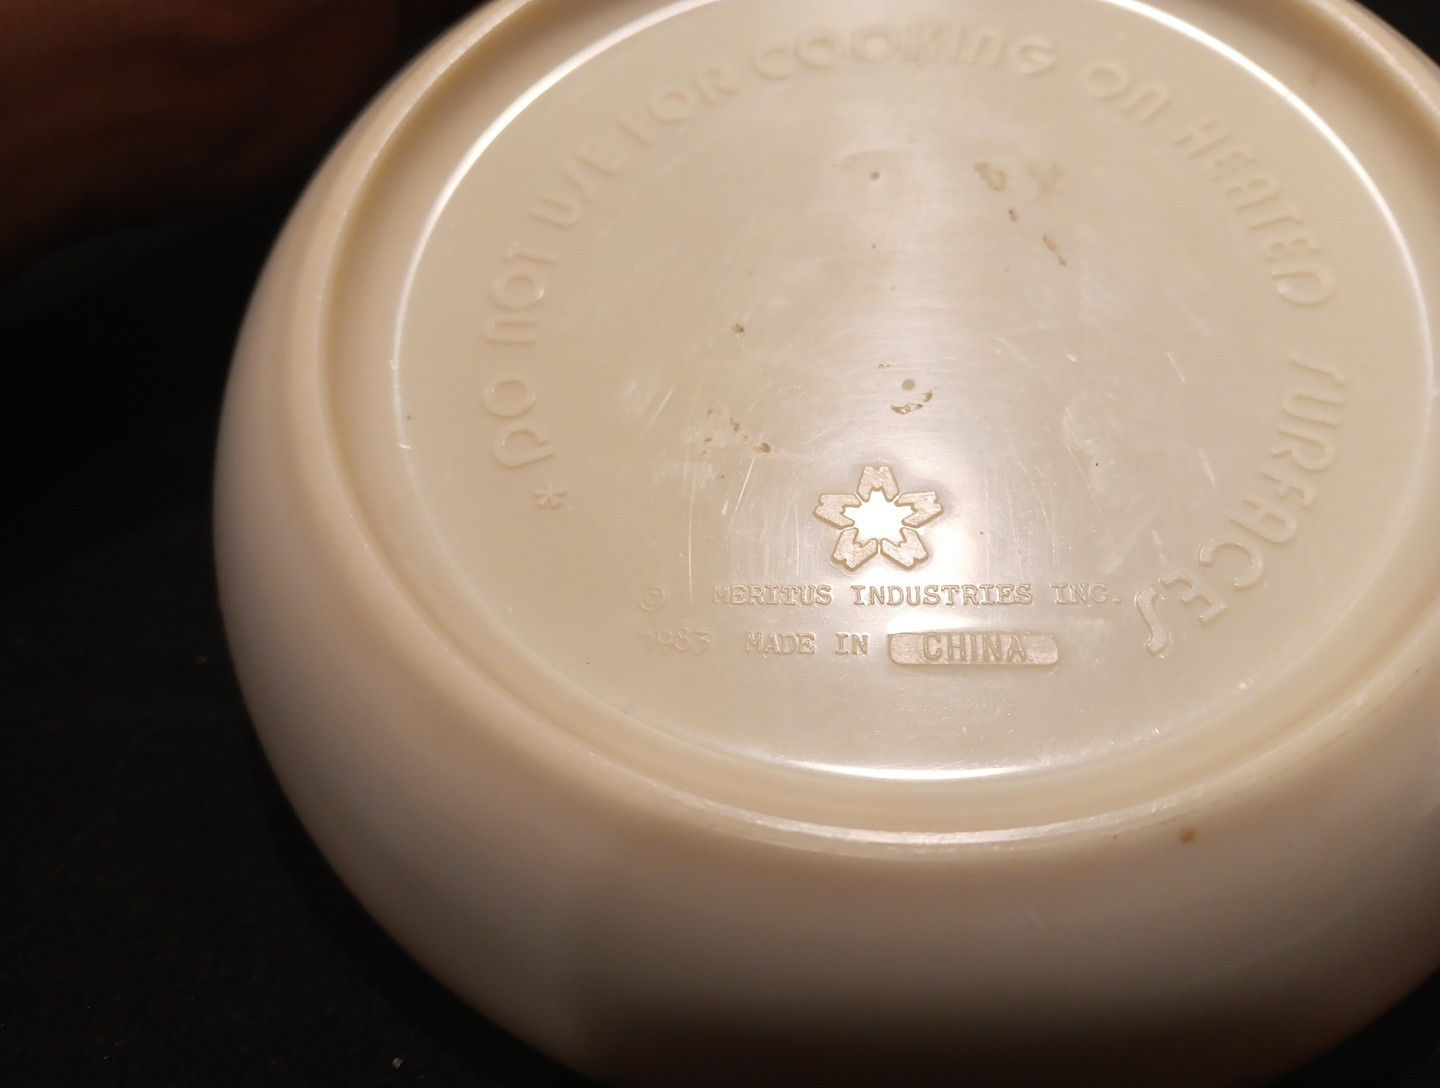 * DO NOT USE FOR COOKING ON HEATED SURFACES
© MERITUS INDUSTRIES INC.
1983 MADE IN CHINA